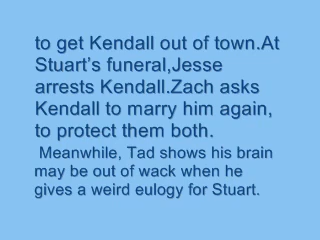 to get Kendall out of town.At
Stuart's funeral,Jesse
arrests Kendall.Zach asks
Kendall to marry him again,
to protect them both.
Meanwhile, Tad shows his brain
may be out of wack when he
gives a weird eulogy for Stuart.